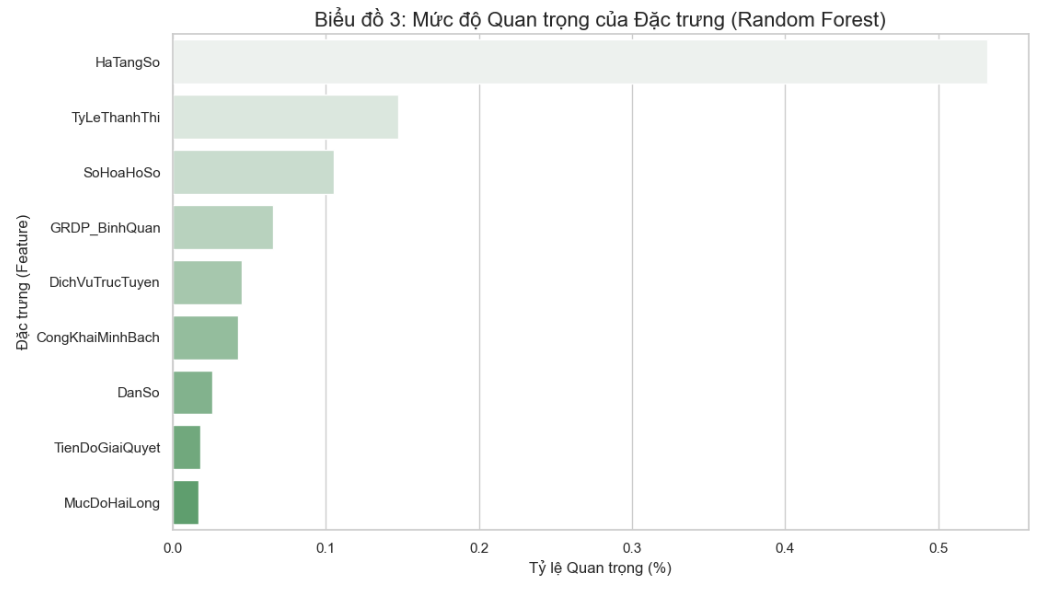 Biểu đồ 3: Mức độ Quan trọng của Đặc trưng (Random Forest)
Đặc trưng (Feature)
HaTangSo
TyLeThanhThi
SoHoaHoSo
GRDP_BinhQuan
DichVuTrucTuyen
CongKhaiMinhBach
DanSo
TienDoGiaiQuyet
MucDoHaiLong
0.0 0.1 0.2 0.3 0.4 0.5
Tỷ lệ Quan trọng (%)